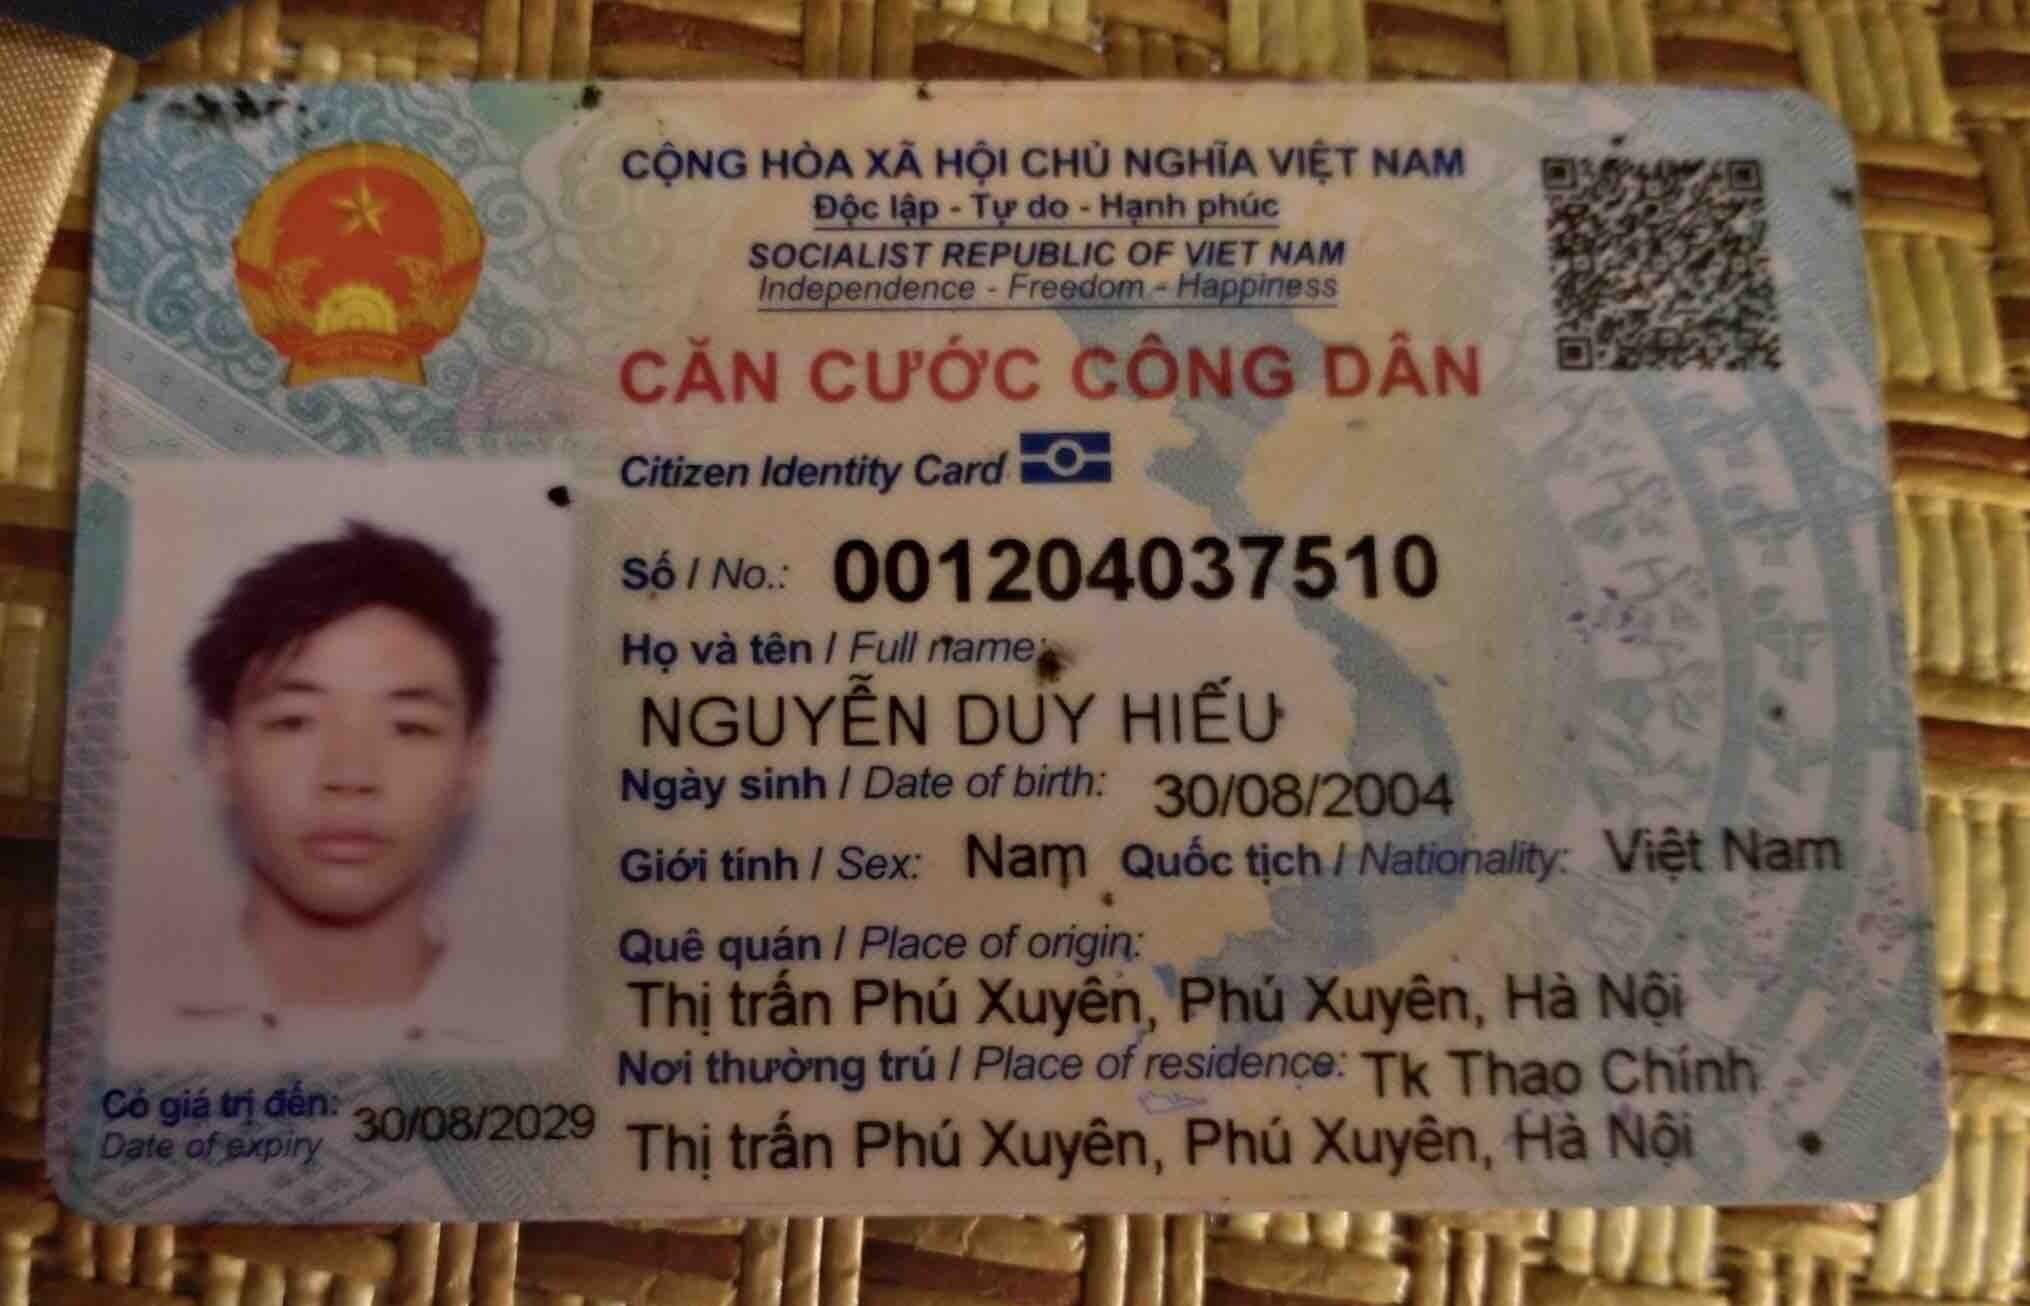 CỘNG HÒA XÃ HỘI CHỦ NGHĨA VIỆT NAM
Độc lập - Tự do - Hạnh phúc
SOCIALIST REPUBLIC OF VIET NAM
Independence - Freedom - Happiness
CĂN CƯỚC CÔNG DÂN
Citizen Identity Card
Số / No.: 001204037510
Họ và tên / Full name:
NGUYỄN DUY HIẾU
Ngày sinh / Date of birth: 30/08/2004
Giới tính / Sex: Nam Quốc tịch / Nationality: Việt Nam
Quê quán / Place of origin:
Thị trấn Phú Xuyên, Phú Xuyên, Hà Nội
Nơi thường trú / Place of residence: Tk Thao Chính
Thị trấn Phú Xuyên, Phú Xuyên, Hà Nội
Có giá trị đến: 30/08/2029
Date of expiry